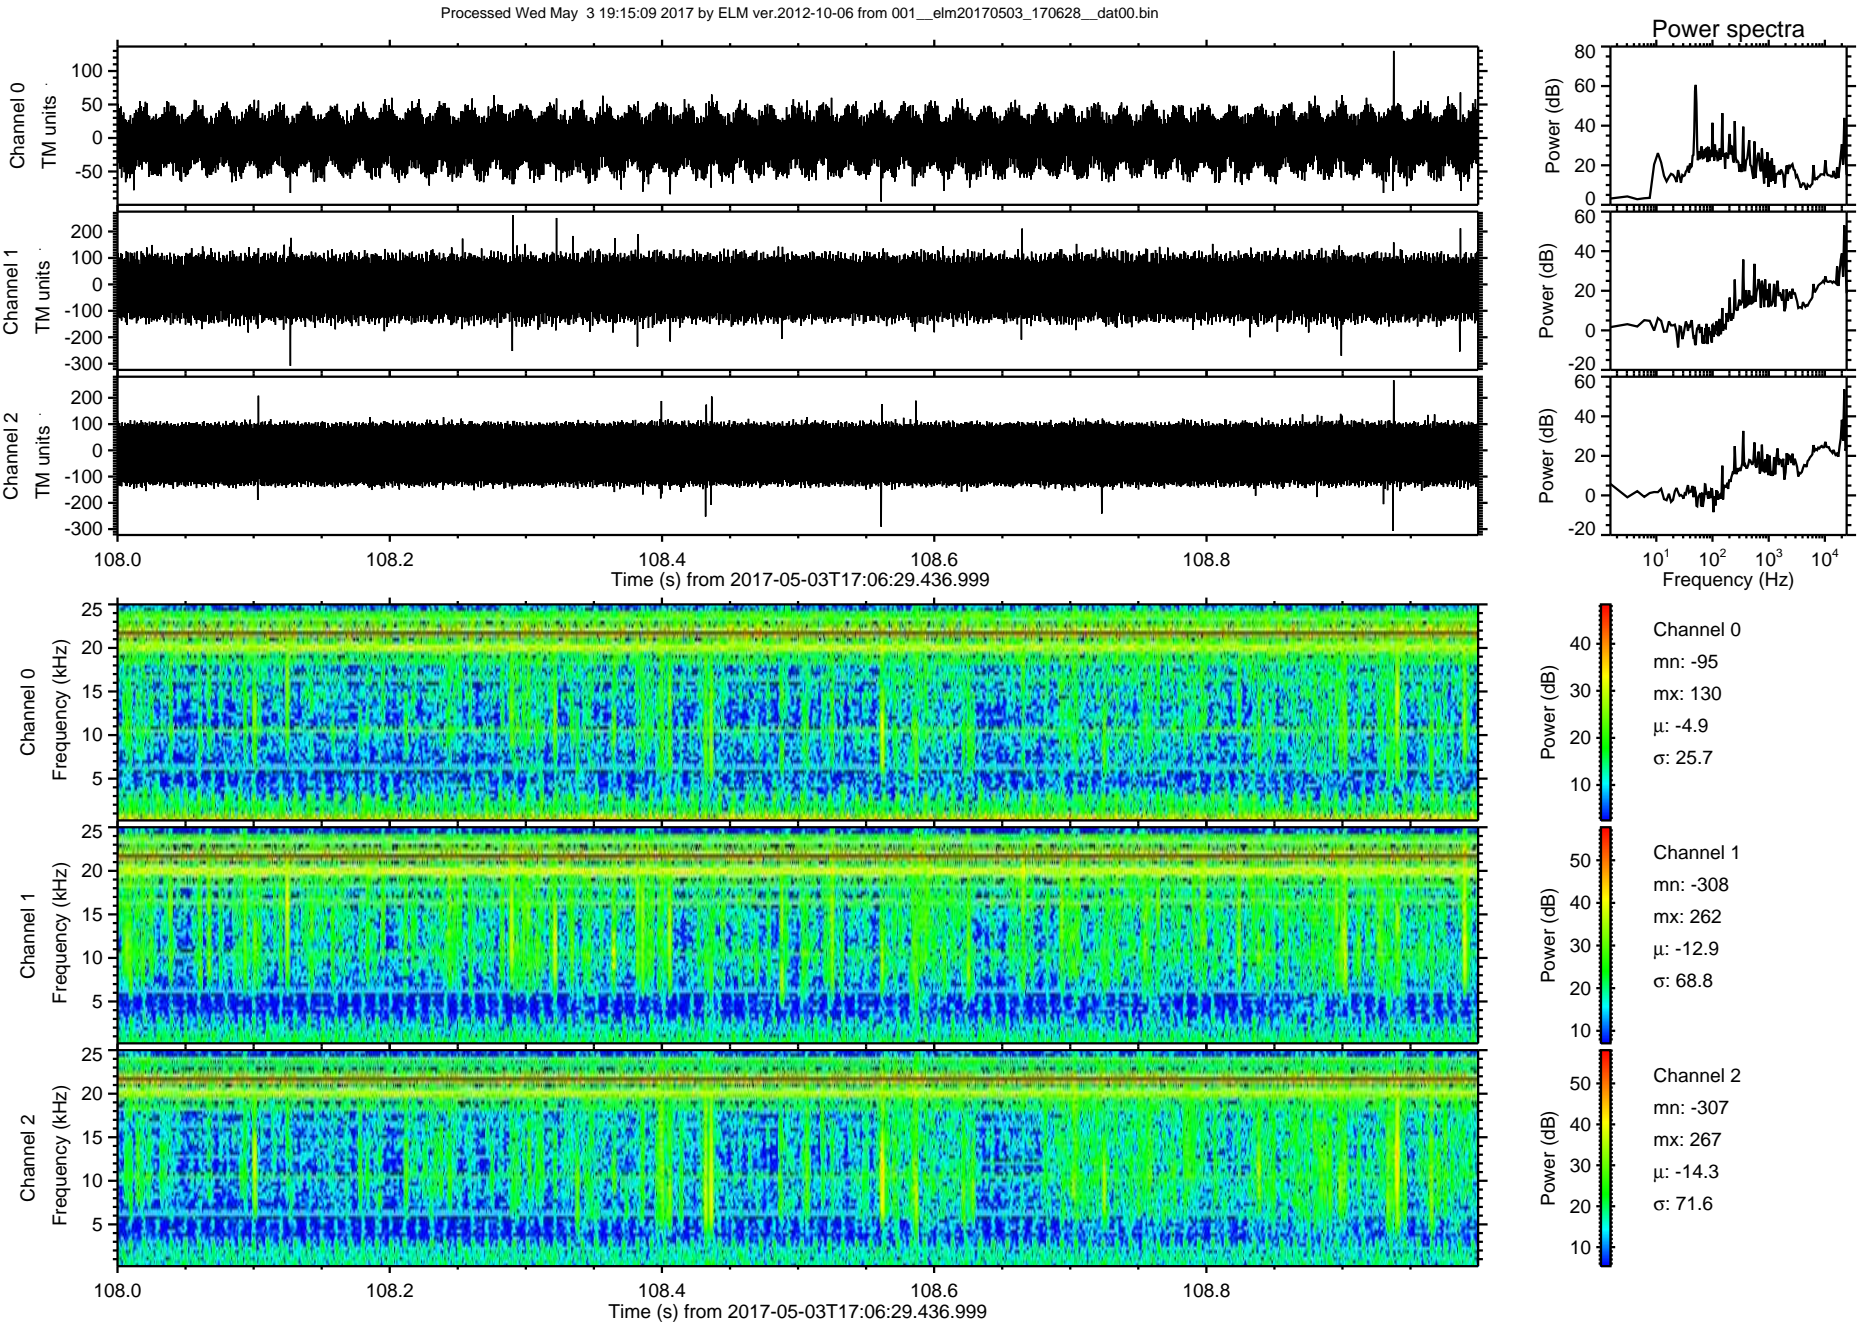 Processed Wed May  3 19:15:09 2017 by ELM ver.2012-10-06 from 001__elm20170503_170628__dat00.bin
Power spectra
Channel 0
TM units
100
50
0
-50
Power (dB)
80
60
40
20
0
Channel 1
TM units
200
100
0
-100
-200
-300
Power (dB)
60
40
20
0
-20
Channel 2
TM units
200
100
0
-100
-200
-300
Power (dB)
60
40
20
0
-20
108.0 108.2 108.4 108.6 108.8
Time (s) from 2017-05-03T17:06:29.436.999
10^1 10^2 10^3 10^4
Frequency (Hz)
Channel 0
Frequency (kHz)
25
20
15
10
5
Power (dB)
40
30
20
10
Channel 0
mn: -95
mx: 130
µ: -4.9
σ: 25.7
Channel 1
Frequency (kHz)
25
20
15
10
5
Power (dB)
50
40
30
20
10
Channel 1
mn: -308
mx: 262
µ: -12.9
σ: 68.8
Channel 2
Frequency (kHz)
25
20
15
10
5
Power (dB)
50
40
30
20
10
Channel 2
mn: -307
mx: 267
µ: -14.3
σ: 71.6
108.0 108.2 108.4 108.6 108.8
Time (s) from 2017-05-03T17:06:29.436.999